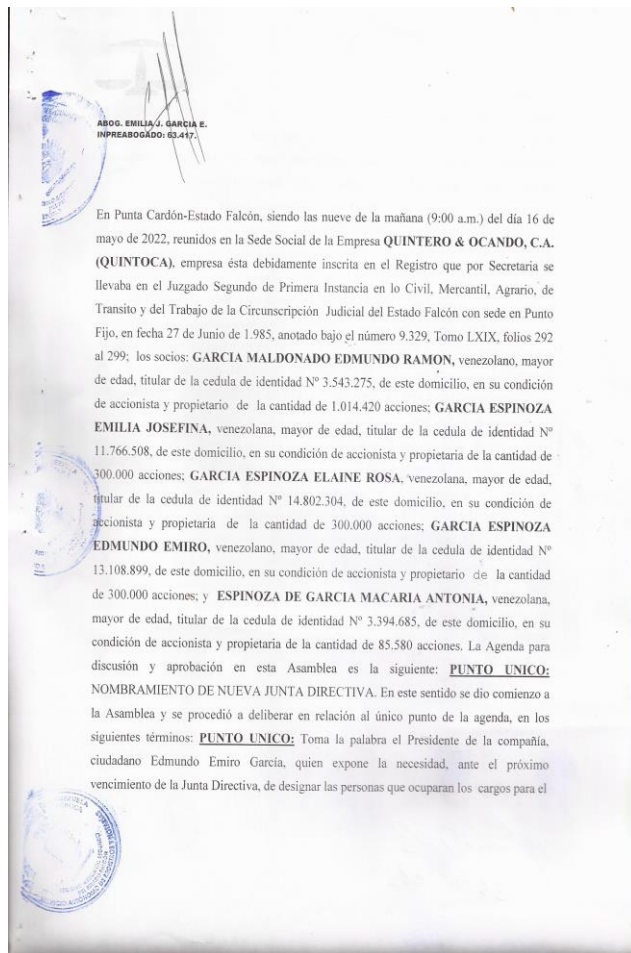 ABOG. EMILIA J. GARCIA E.
INPREABOGADO: 63.417.
En Punta Cardón-Estado Falcón, siendo las nueve de la mañana (9:00 a.m.) del día 16 de
mayo de 2022, reunidos en la Sede Social de la Empresa QUINTERO & OCANDO, C.A.
(QUINTOCA), empresa ésta debidamente inscrita en el Registro que por Secretaria se
llevaba en el Juzgado Segundo de Primera Instancia en lo Civil, Mercantil, Agrario, de
Transito y del Trabajo de la Circunscripción Judicial del Estado Falcón con sede en Punto
Fijo, en fecha 27 de Junio de 1.985, anotado bajo el número 9.329, Tomo LXIX, folios 292
al 299; los socios: GARCIA MALDONADO EDMUNDO RAMON, venezolano, mayor
de edad, titular de la cedula de identidad Nº 3.543.275, de este domicilio, en su condición
de accionista y propietario de la cantidad de 1.014.420 acciones; GARCIA ESPINOZA
EMILIA JOSEFINA, venezolana, mayor de edad, titular de la cedula de identidad Nº
11.766.508, de este domicilio, en su condición de accionista y propietaria de la cantidad de
300.000 acciones; GARCIA ESPINOZA ELAINE ROSA, venezolana, mayor de edad,
titular de la cedula de identidad Nº 14.802.304, de este domicilio, en su condición de
accionista y propietaria de la cantidad de 300.000 acciones; GARCIA ESPINOZA
EDMUNDO EMIRO, venezolano, mayor de edad, titular de la cedula de identidad Nº
13.108.899, de este domicilio, en su condición de accionista y propietario de la cantidad
de 300.000 acciones; y ESPINOZA DE GARCIA MACARIA ANTONIA, venezolana,
mayor de edad, titular de la cedula de identidad Nº 3.394.685, de este domicilio, en su
condición de accionista y propietaria de la cantidad de 85.580 acciones. La Agenda para
discusión y aprobación en esta Asamblea es la siguiente: PUNTO UNICO:
NOMBRAMIENTO DE NUEVA JUNTA DIRECTIVA. En este sentido se dio comienzo a
la Asamblea y se procedió a deliberar en relación al único punto de la agenda, en los
siguientes términos: PUNTO UNICO: Toma la palabra el Presidente de la compañía,
ciudadano Edmundo Emiro García, quien expone la necesidad, ante el próximo
vencimiento de la Junta Directiva, de designar las personas que ocuparan los cargos para el